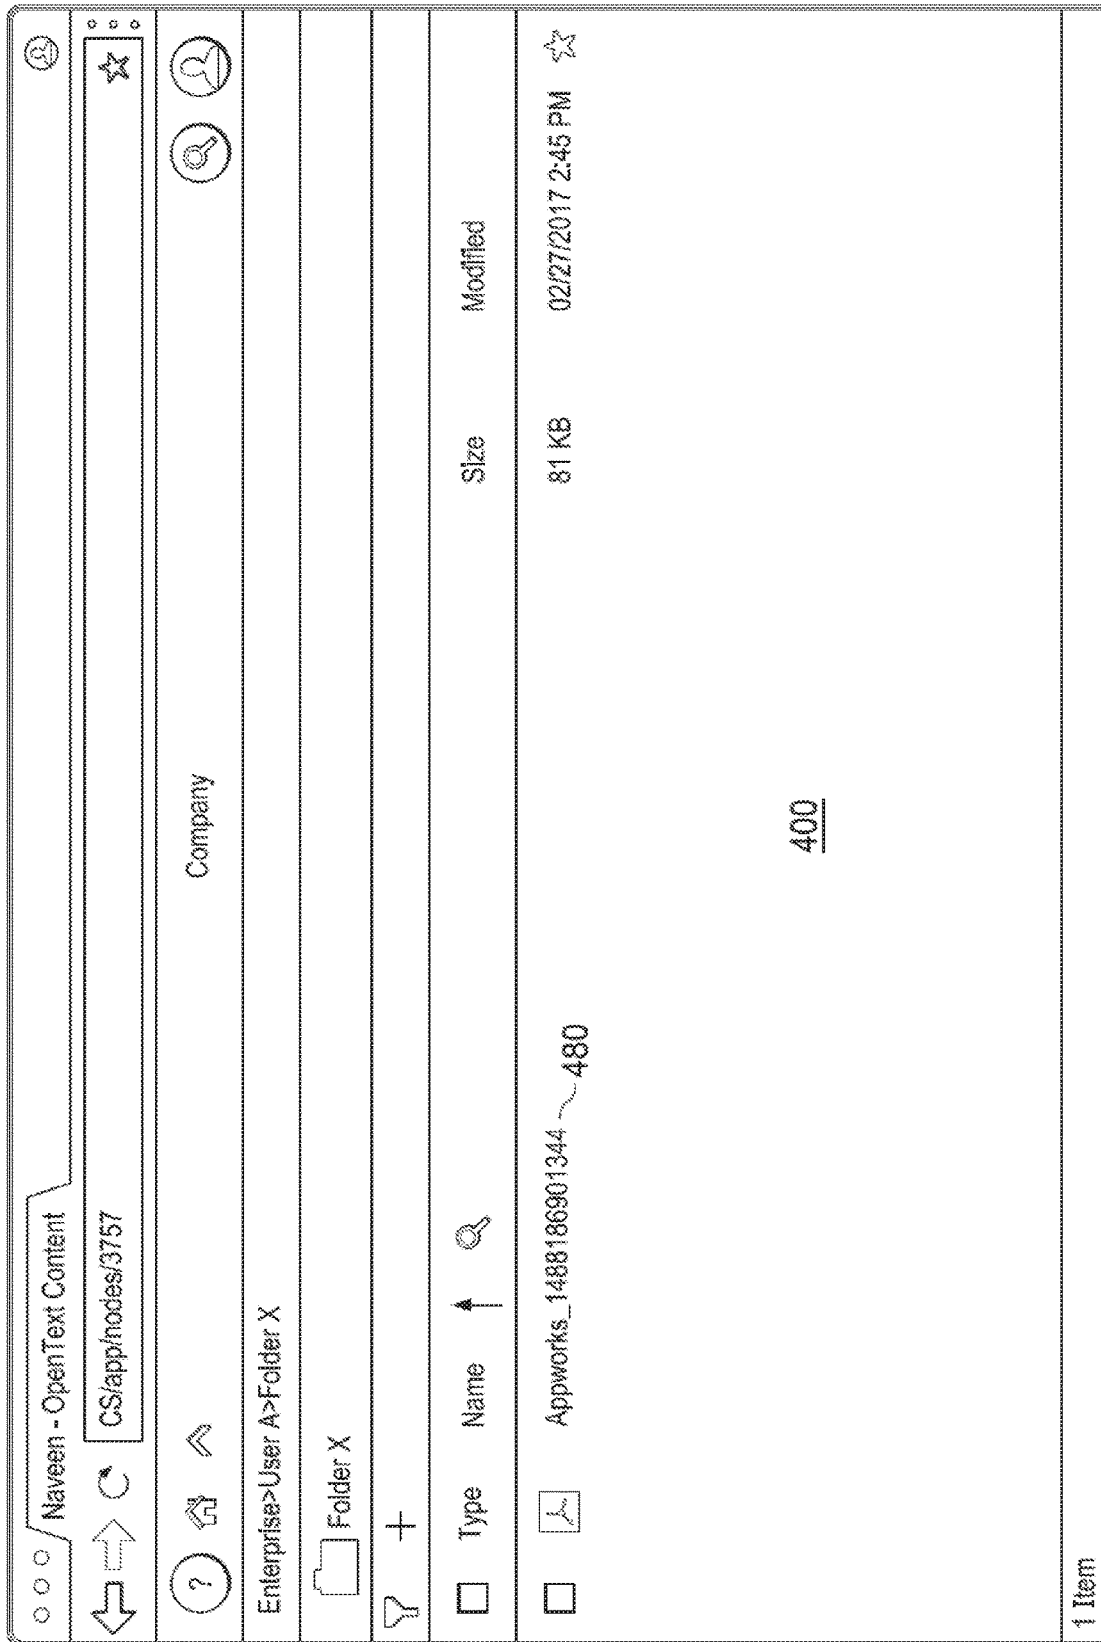 Naveen - OpenText Content
CS/app/nodes/3757
? Company
Enterprise>User A>Folder X
Folder X
+
Type Name Size Modified
Appworks_1488186901344 480 81 KB 02/27/2017 2:45 PM
400
1 Item